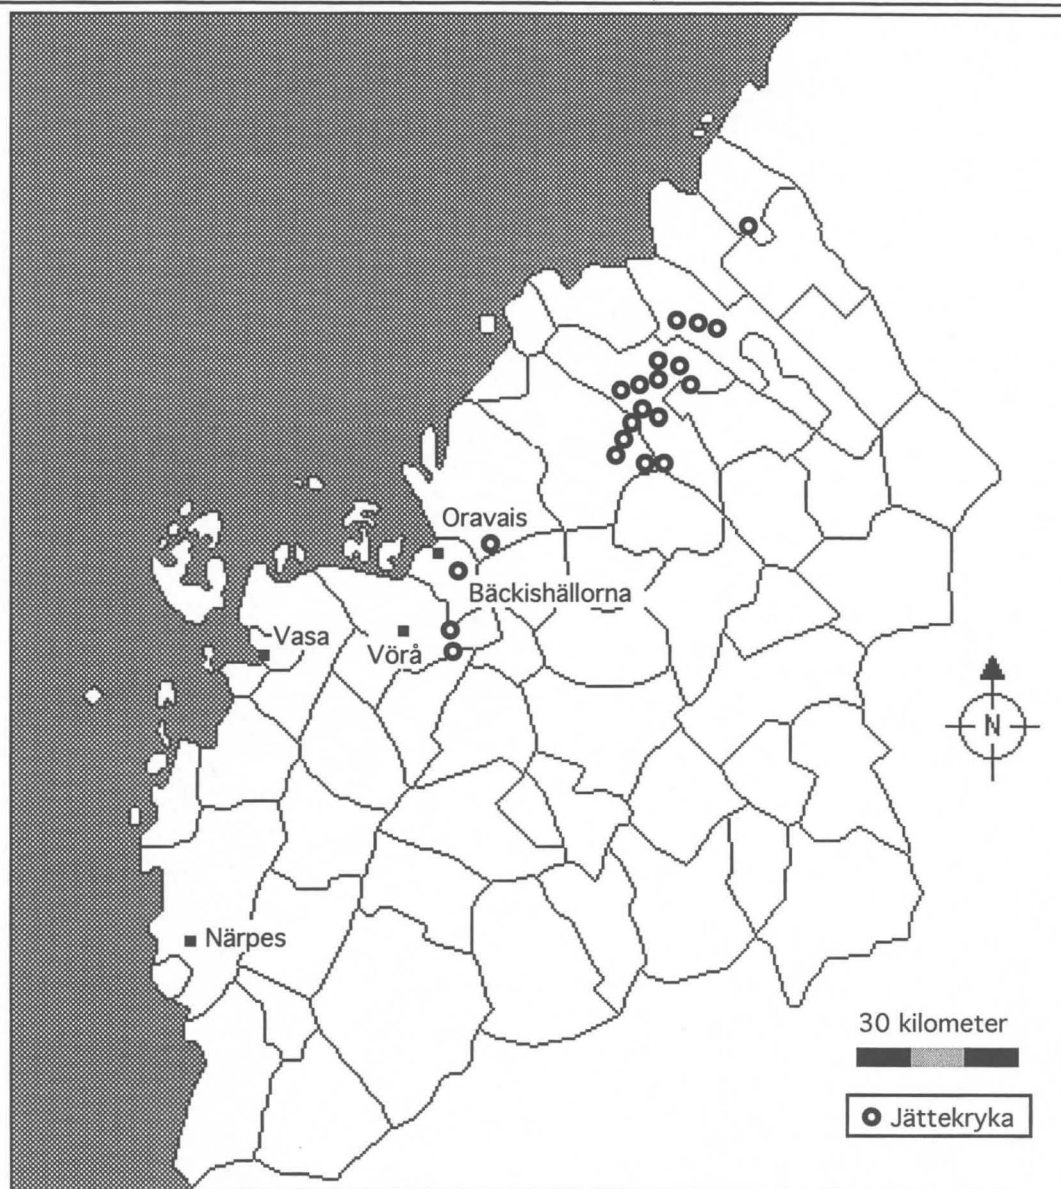 Oravais
Bäckishällorna
Vasa
Vörå
N
Närpes
30 kilometer
Jättekryka